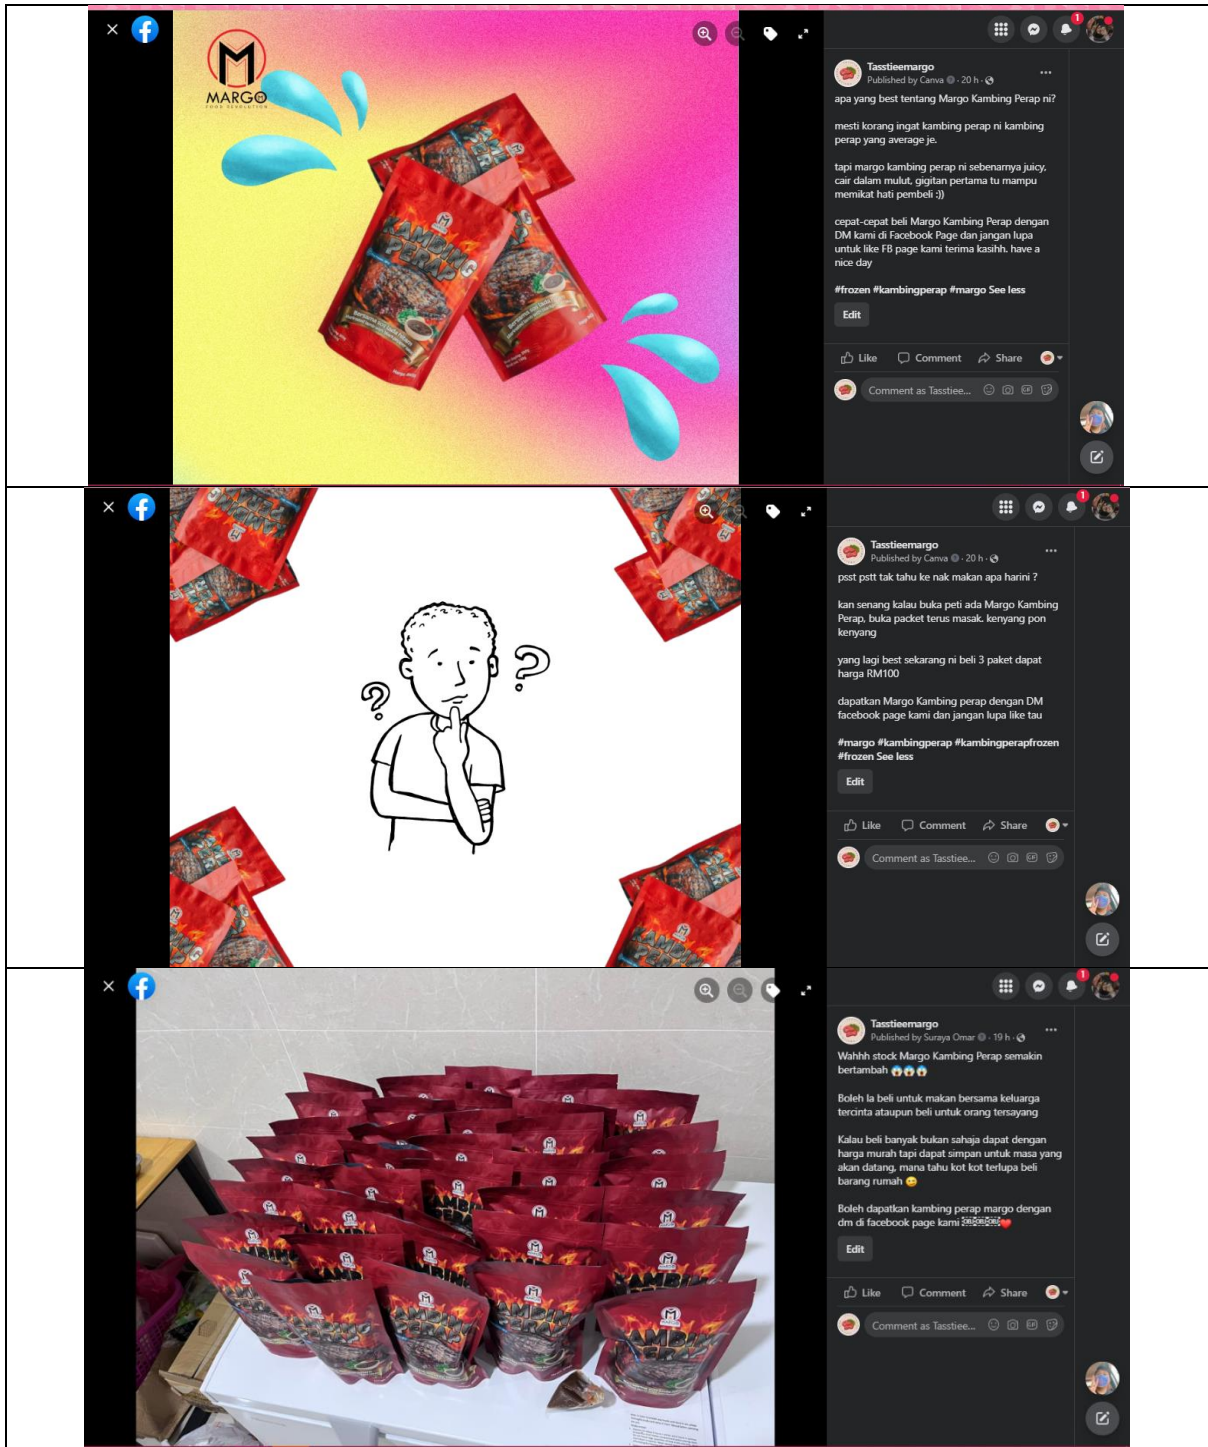 MARGO
FOOD REVOLUTION
KAMBING
PERAP
1
Tasstieemargo
Published by Canva · 20 h ·
apa yang best tentang Margo Kambing Perap ni?
mesti korang ingat kambing perap ni kambing
perap yang average je.
tapi margo kambing perap ni sebenarnya juicy,
cair dalam mulut, gigitan pertama tu mampu
memikat hati pembeli :))
cepat-cepat beli Margo Kambing Perap dengan
DM kami di Facebook Page dan jangan lupa
untuk like FB page kami terima kasihh. have a
nice day
#frozen #kambingperap #margo See less
Edit
Like Comment Share
Comment as Tasstiee...
1
Tasstieemargo
Published by Canva · 20 h ·
psst pstt tak tahu ke nak makan apa harini ?
kan senang kalau buka peti ada Margo Kambing
Perap, buka packet terus masak. kenyang pon
kenyang
yang lagi best sekarang ni beli 3 paket dapat
harga RM100
dapatkan Margo Kambing perap dengan DM
facebook page kami dan jangan lupa like tau
#margo #kambingperap #kambingperapfrozen
#frozen See less
Edit
Like Comment Share
Comment as Tasstiee...
? ?
KAMBING
1
Tasstieemargo
Published by Suraya Omar · 19 h ·
Wahhh stock Margo Kambing Perap semakin
bertambah 😱😱😱
Boleh la beli untuk makan bersama keluarga
tercinta ataupun beli untuk orang tersayang
Kalau beli banyak bukan sahaja dapat dengan
harga murah tapi dapat simpan untuk masa yang
akan datang, mana tahu kot kot terlupa beli
barang rumah 😏
Boleh dapatkan kambing perap margo dengan
dm di facebook page kami ❤️
Edit
Like Comment Share
Comment as Tasstiee...
KAMBING
PERAP